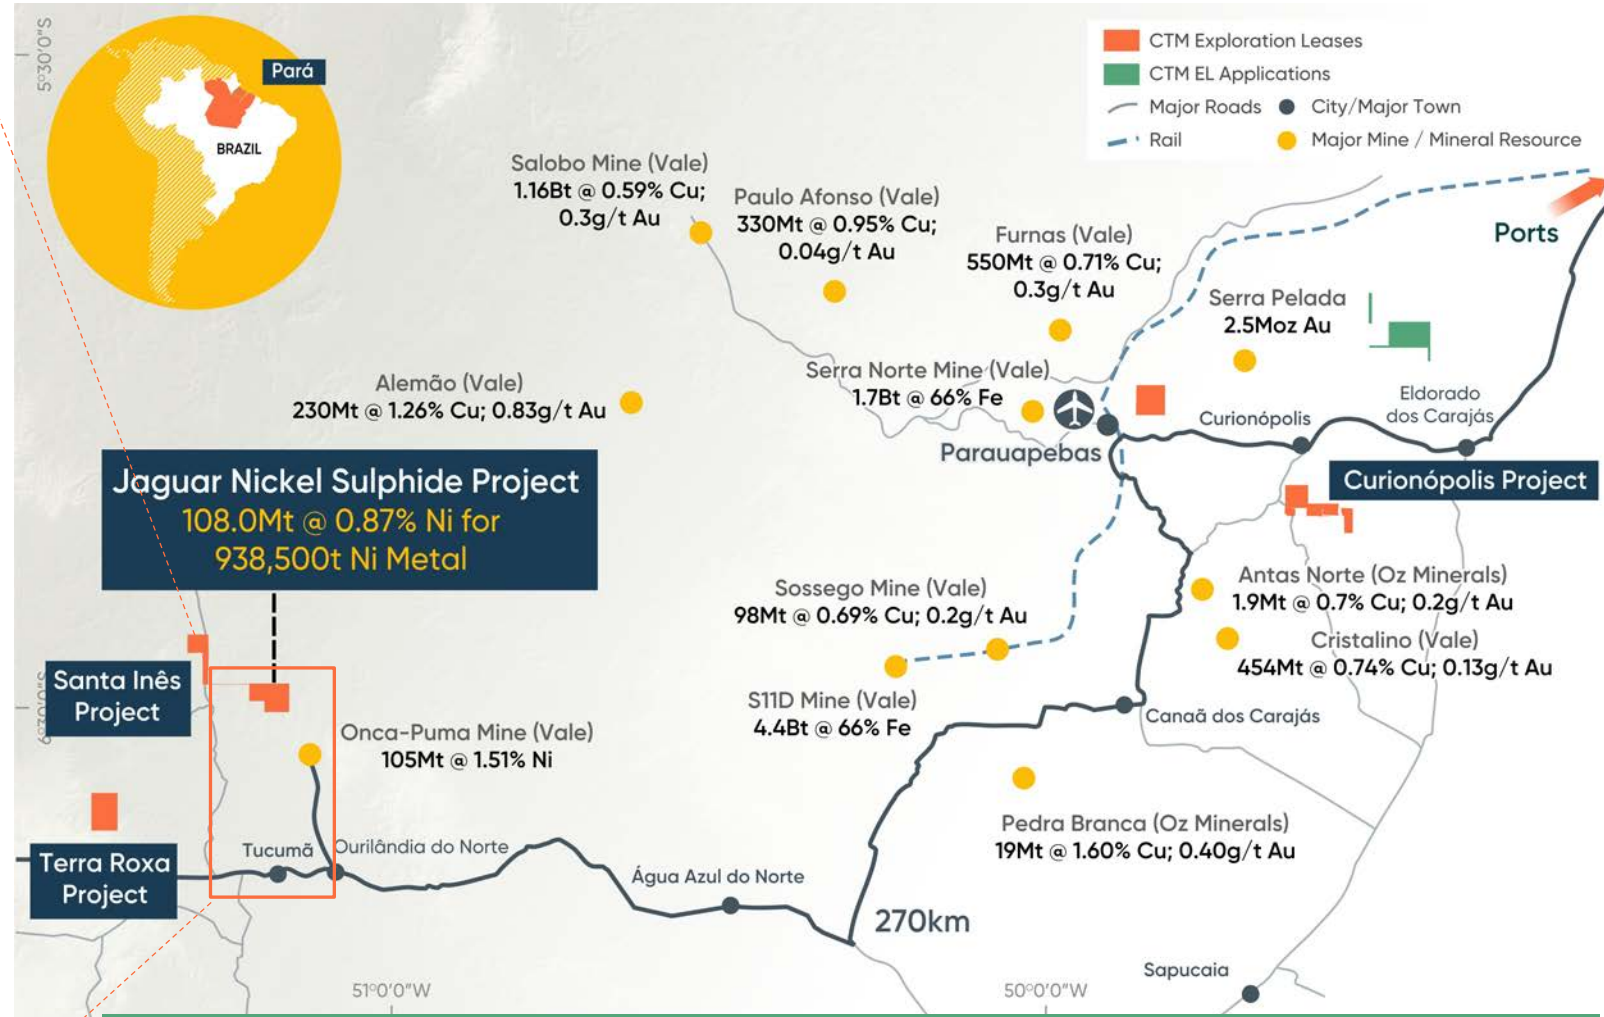 5°30'0"S
Pará
BRAZIL
CTM Exploration Leases
CTM EL Applications
Major Roads
City/Major Town
Rail
Major Mine / Mineral Resource
Salobo Mine (Vale)
1.16Bt @ 0.59% Cu;
0.3g/t Au
Paulo Afonso (Vale)
330Mt @ 0.95% Cu;
0.04g/t Au
Furnas (Vale)
550Mt @ 0.71% Cu;
0.3g/t Au
Ports
Serra Pelada
2.5Moz Au
Alemão (Vale)
230Mt @ 1.26% Cu; 0.83g/t Au
Serra Norte Mine (Vale)
1.7Bt @ 66% Fe
Parauapebas
Curionópolis
Eldorado
dos Carajás
Jaguar Nickel Sulphide Project
108.0Mt @ 0.87% Ni for
938,500t Ni Metal
Curionópolis Project
Sossego Mine (Vale)
98Mt @ 0.69% Cu; 0.2g/t Au
Antas Norte (Oz Minerals)
1.9Mt @ 0.7% Cu; 0.2g/t Au
Cristalino (Vale)
454Mt @ 0.74% Cu; 0.13g/t Au
Santa Inês
Project
6°30'0"S
S11D Mine (Vale)
4.4Bt @ 66% Fe
Canaã dos Carajás
Onca-Puma Mine (Vale)
105Mt @ 1.51% Ni
Pedra Branca (Oz Minerals)
19Mt @ 1.60% Cu; 0.40g/t Au
Terra Roxa
Project
Tucumã
Ourilândia do Norte
Água Azul do Norte
270km
Sapucaia
51°0'0"W
50°0'0"W